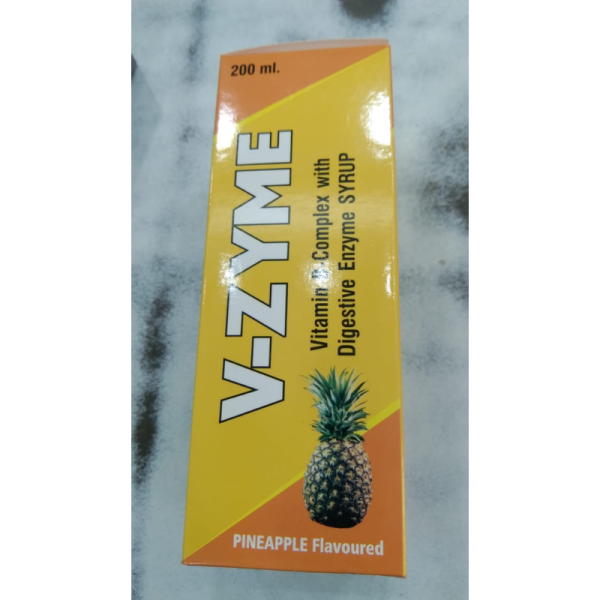 200 ml.
V-ZYME
Vitamin B-Complex with
Digestive Enzyme SYRUP
PINEAPPLE Flavoured